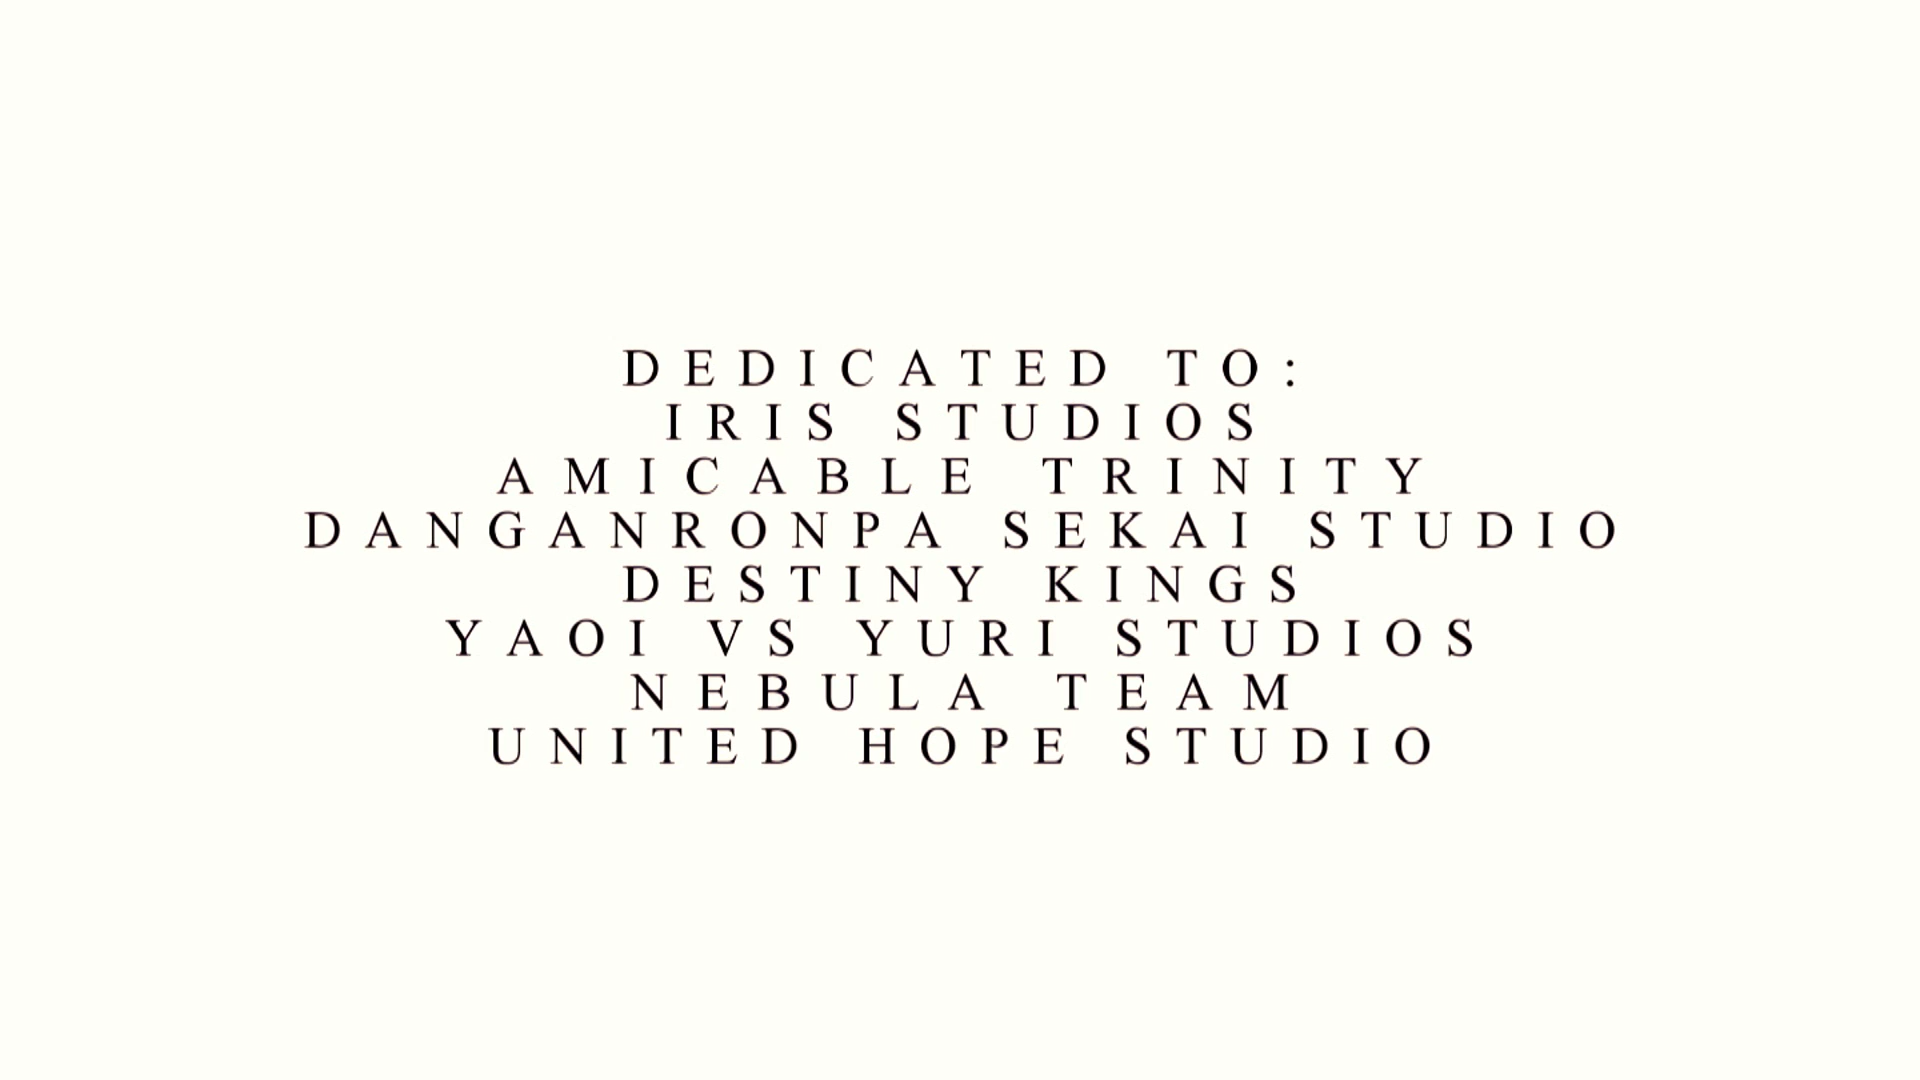 DEDICATED TO:
IRIS STUDIOS
AMICABLE TRINITY
DANGANRONPA SEKAI STUDIO
DESTINY KINGS
YAOI VS YURI STUDIOS
NEBULA TEAM
UNITED HOPE STUDIO